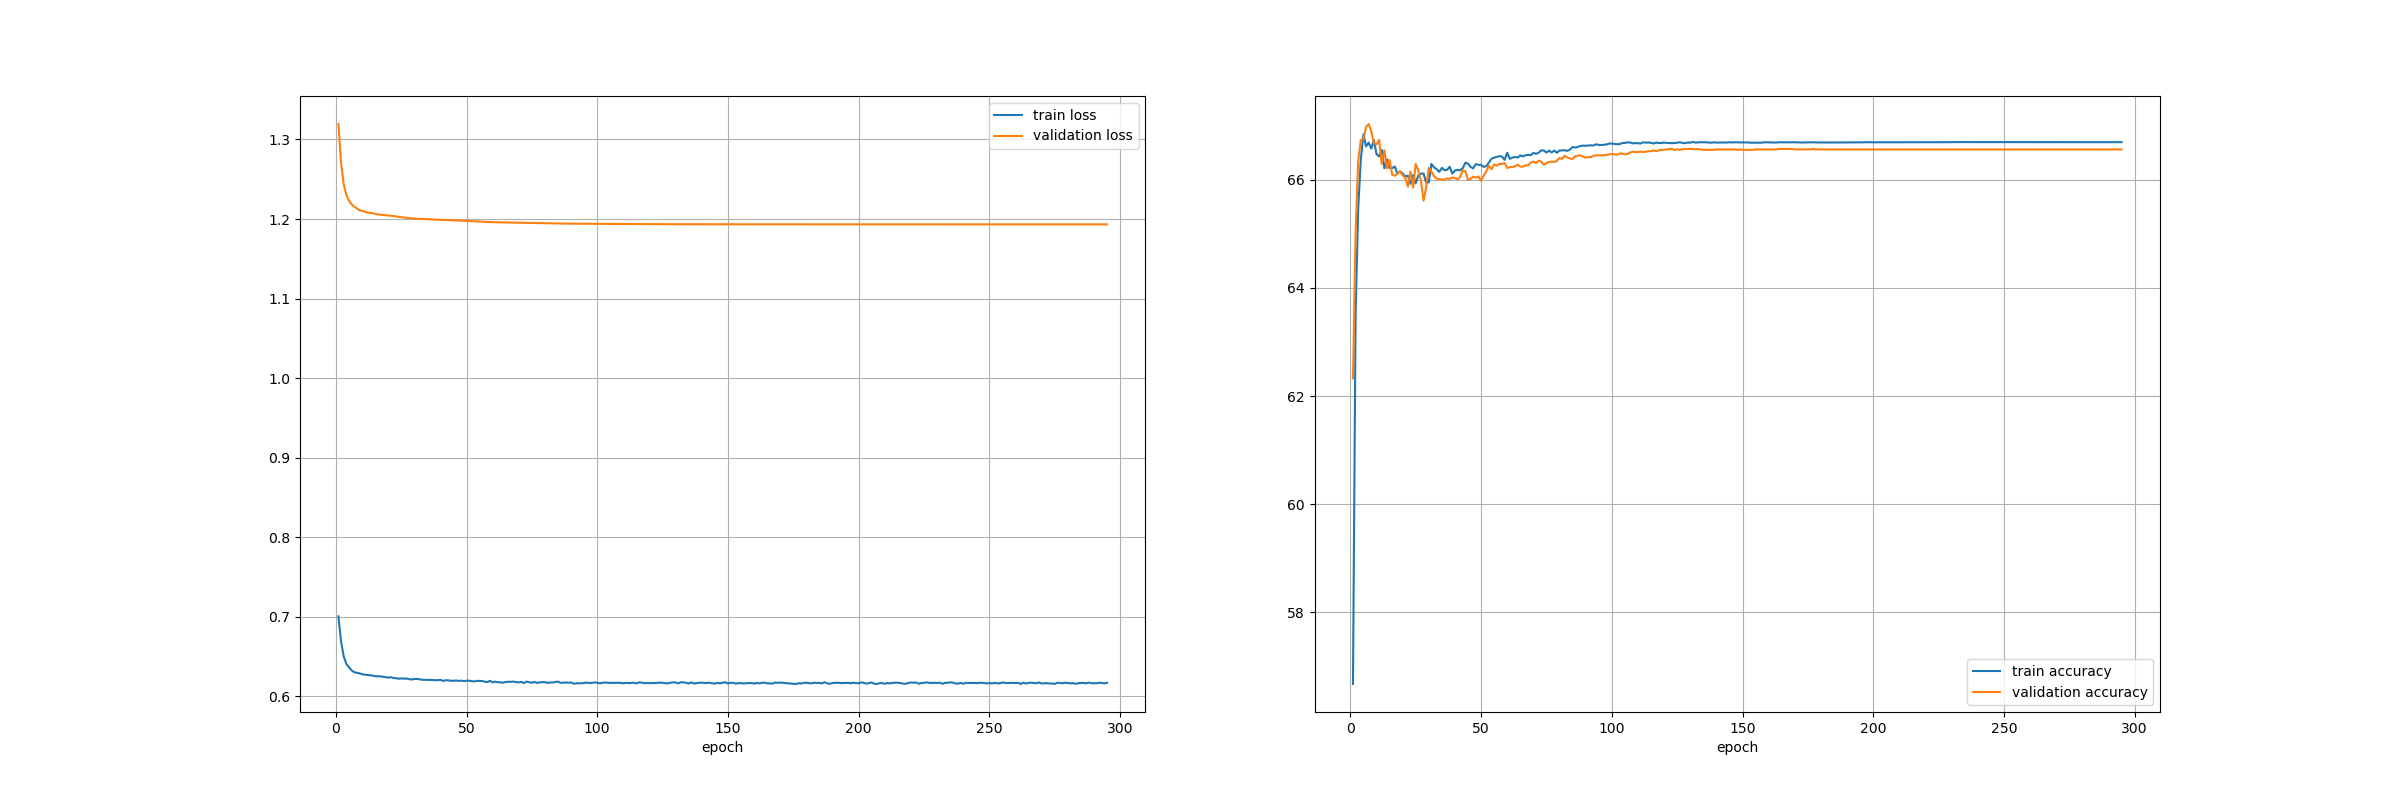 train loss
validation loss
1.3
1.2
1.1
1.0
0.9
0.8
0.7
0.6
0 50 100 150 200 250 300
epoch
66
64
62
60
58
train accuracy
validation accuracy
0 50 100 150 200 250 300
epoch